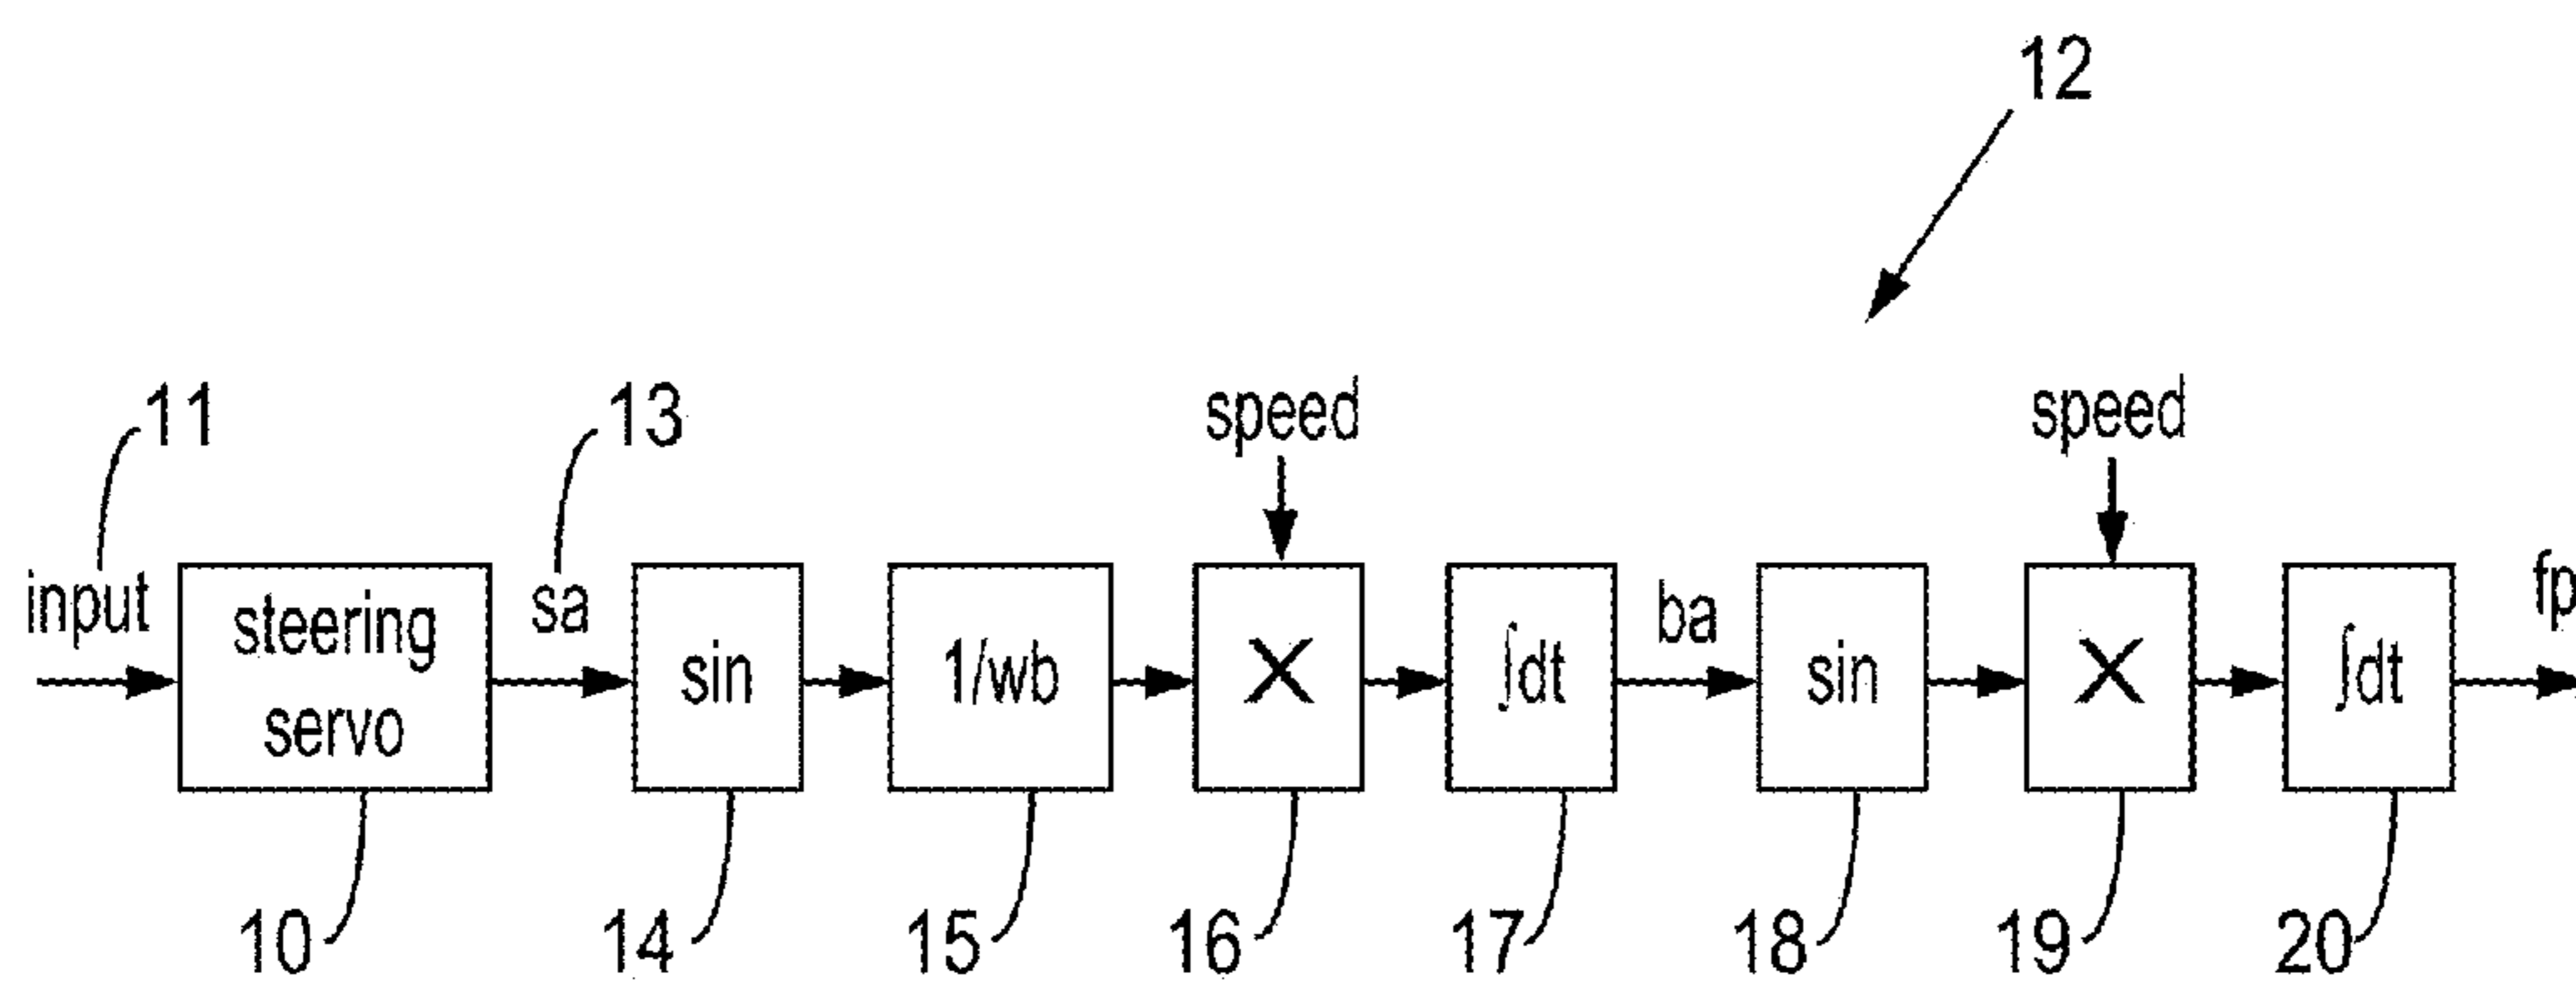 12
11
13
speed
speed
input
steering
servo
sa
sin
1/wb
X
∫dt
ba
sin
X
∫dt
fp
10
14
15
16
17
18
19
20